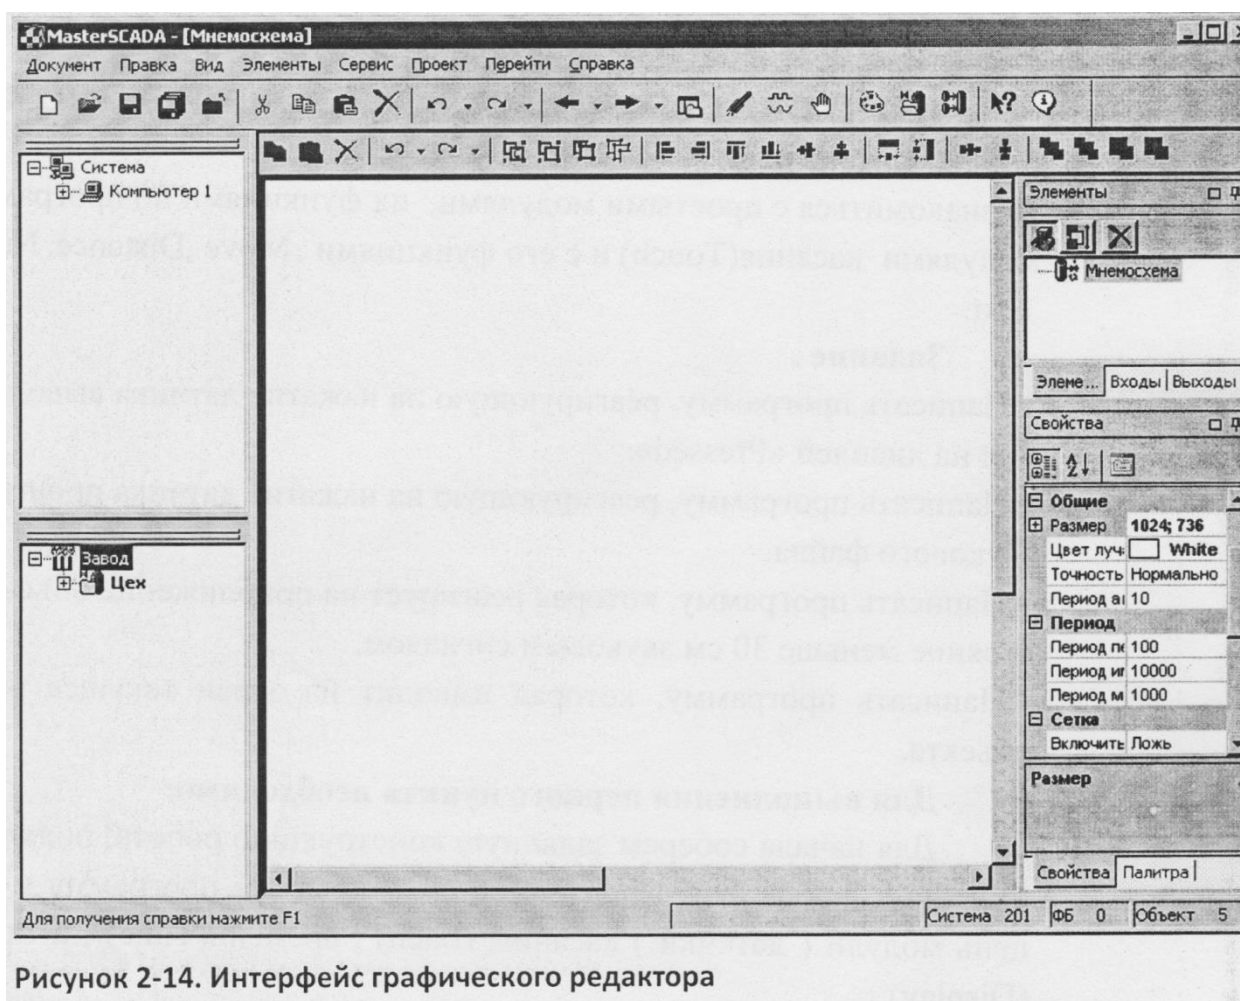 MasterSCADA - [Мнемосхема]
Документ Правка Вид Элементы Сервис Проект Перейти Справка
Система
Компьютер 1
Элементы
Мнемосхема
Элеме... Входы Выходы
Свойства
Общие
Размер 1024; 736
Цвет луч White
Точность Нормально
Период аг 10
Период
Период пе 100
Период иг 10000
Период м 1000
Сетка
Включить Ложь
Размер
Свойства Палитра
Завод
Цех
Для получения справки нажмите F1
Система 201 ФБ 0 Объект 5
Рисунок 2-14. Интерфейс графического редактора